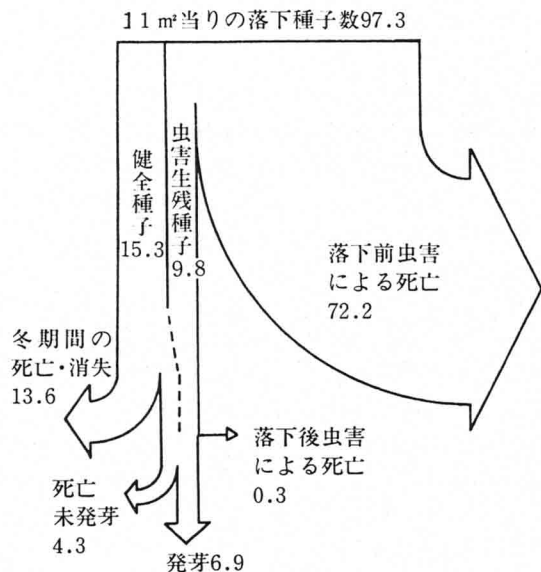 11㎡当りの落下種子数97.3
健全種子
15.3
虫害生残種子
9.8
落下前虫害
による死亡
72.2
冬期間の
死亡・消失
13.6
落下後虫害
による死亡
0.3
死亡
未発芽
4.3
発芽6.9